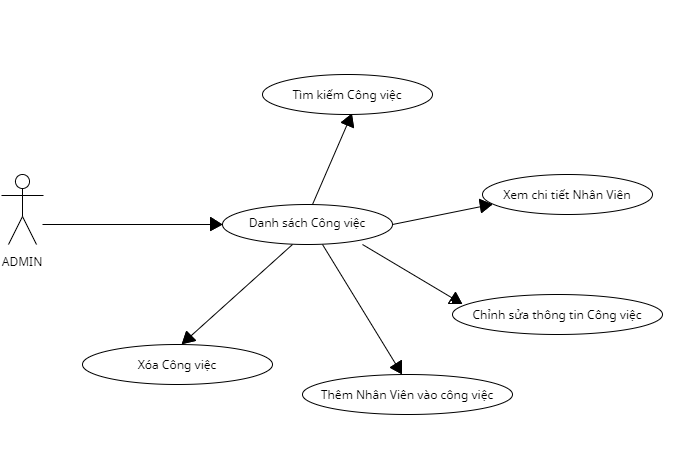 Tìm kiếm Công việc
Xem chi tiết Nhân Viên
Danh sách Công việc
ADMIN
Chỉnh sửa thông tin Công việc
Xóa Công việc
Thêm Nhân Viên vào công việc